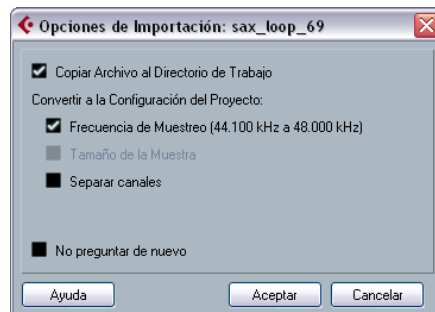 Opciones de Importación: sax_loop_69
Copiar Archivo al Directorio de Trabajo
Convertir a la Configuración del Proyecto:
Frecuencia de Muestreo (44.100 kHz a 48.000 kHz)
Tamaño de la Muestra
Separar canales
No preguntar de nuevo
Ayuda Aceptar Cancelar